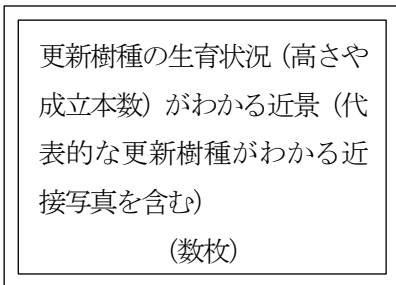 更新樹種の生育状況（高さや
成立本数）がわかる近景（代
表的な更新樹種がわかる近
接写真を含む）
（数枚）